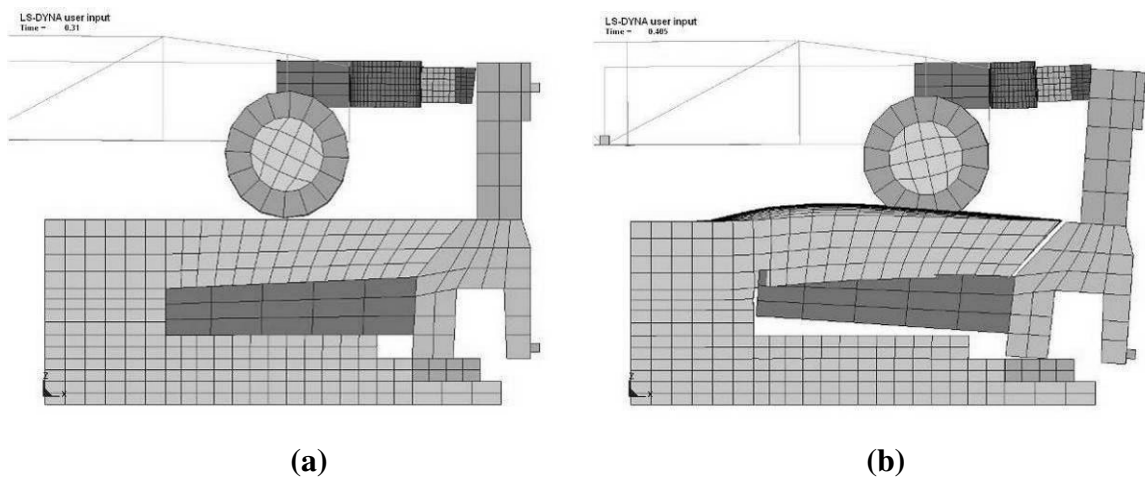 LS-DYNA user input
Time = 0.31
LS-DYNA user input
Time = 0.405
Z
X
Z
X
(a)
(b)